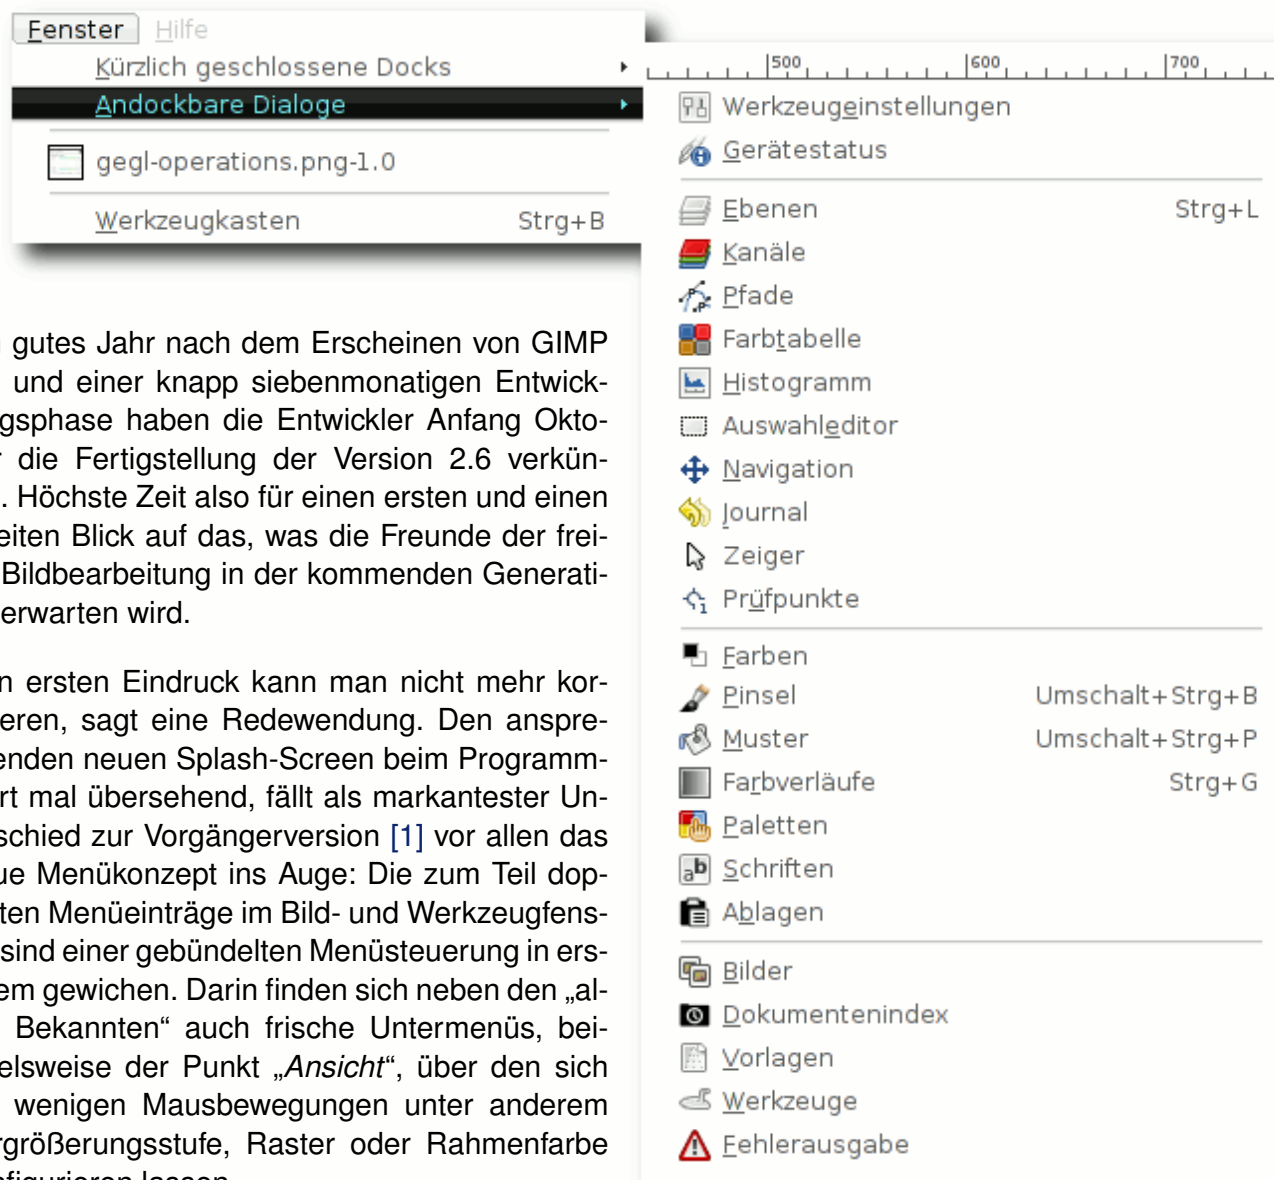 Fenster Hilfe
Kürzlich geschlossene Docks
Andockbare Dialoge
gegl-operations.png-1.0
Werkzeugkasten Strg+B
gutes Jahr nach dem Erscheinen von GIMP
und einer knapp siebenmonatigen Entwick-
gsphase haben die Entwickler Anfang Okto-
die Fertigstellung der Version 2.6 verkün-
. Höchste Zeit also für einen ersten und einen
eiten Blick auf das, was die Freunde der frei-
Bildbearbeitung in der kommenden Generati-
erwarten wird.
n ersten Eindruck kann man nicht mehr kor-
eren, sagt eine Redewendung. Den anspre-
enden neuen Splash-Screen beim Programm-
rt mal übersehend, fällt als markantester Un-
schied zur Vorgängerversion [1] vor allen das
ue Menükonzept ins Auge: Die zum Teil dop-
ten Menüeinträge im Bild- und Werkzeugfens-
sind einer gebündelten Menüsteuerung in ers-
em gewichen. Darin finden sich neben den „al-
Bekannten“ auch frische Untermenüs, bei-
elsweise der Punkt „Ansicht“, über den sich
wenigen Mausbewegungen unter anderem
rgrößerungsstufe, Raster oder Rahmenfarbe
nfigurieren lassen
500 600 700
Werkzeugeinstellungen
Gerätestatus
Ebenen Strg+L
Kanäle
Pfade
Farbtabelle
Histogramm
Auswahleditor
Navigation
Journal
Zeiger
Prüfpunkte
Farben
Pinsel Umschalt+Strg+B
Muster Umschalt+Strg+P
Farbverläufe Strg+G
Paletten
Schriften
Ablagen
Bilder
Dokumentenindex
Vorlagen
Werkzeuge
Fehlerausgabe